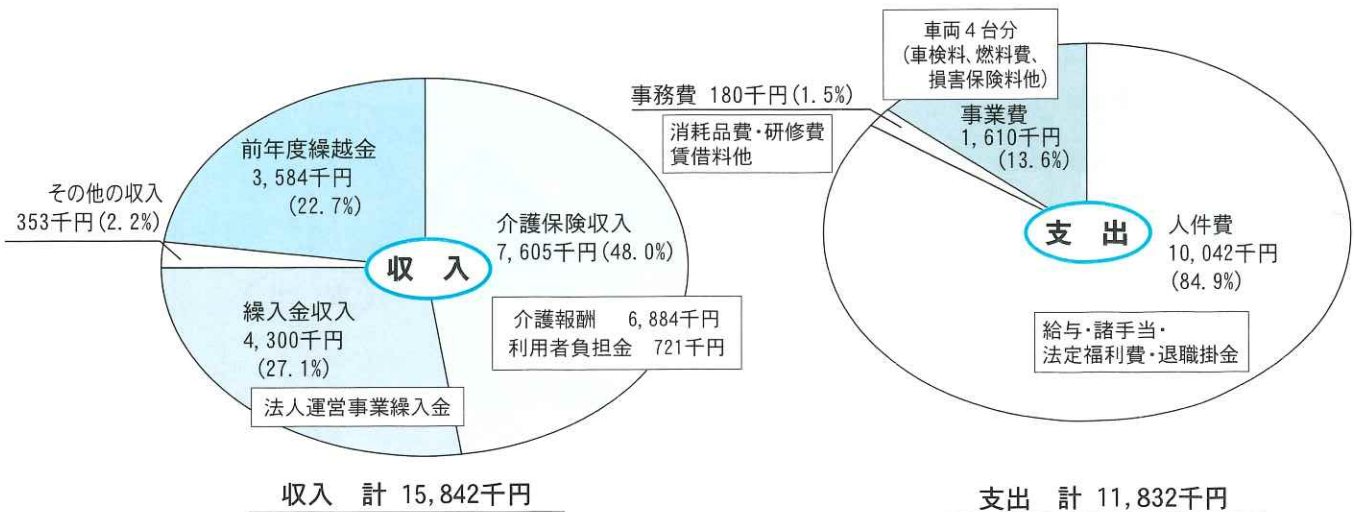 前年度繰越金
3,584千円
(22.7%)
その他の収入
353千円(2.2%)
収 入
介護保険収入
7,605千円(48.0%)
介護報酬 6,884千円
利用者負担金 721千円
繰入金収入
4,300千円
(27.1%)
法人運営事業繰入金
収入 計 15,842千円
車両4台分
(車検料、燃料費、
損害保険料他)
事務費 180千円(1.5%)
消耗品費・研修費
賃借料他
事業費
1,610千円
(13.6%)
支 出
人件費
10,042千円
(84.9%)
給与・諸手当・
法定福利費・退職掛金
支出 計 11,832千円